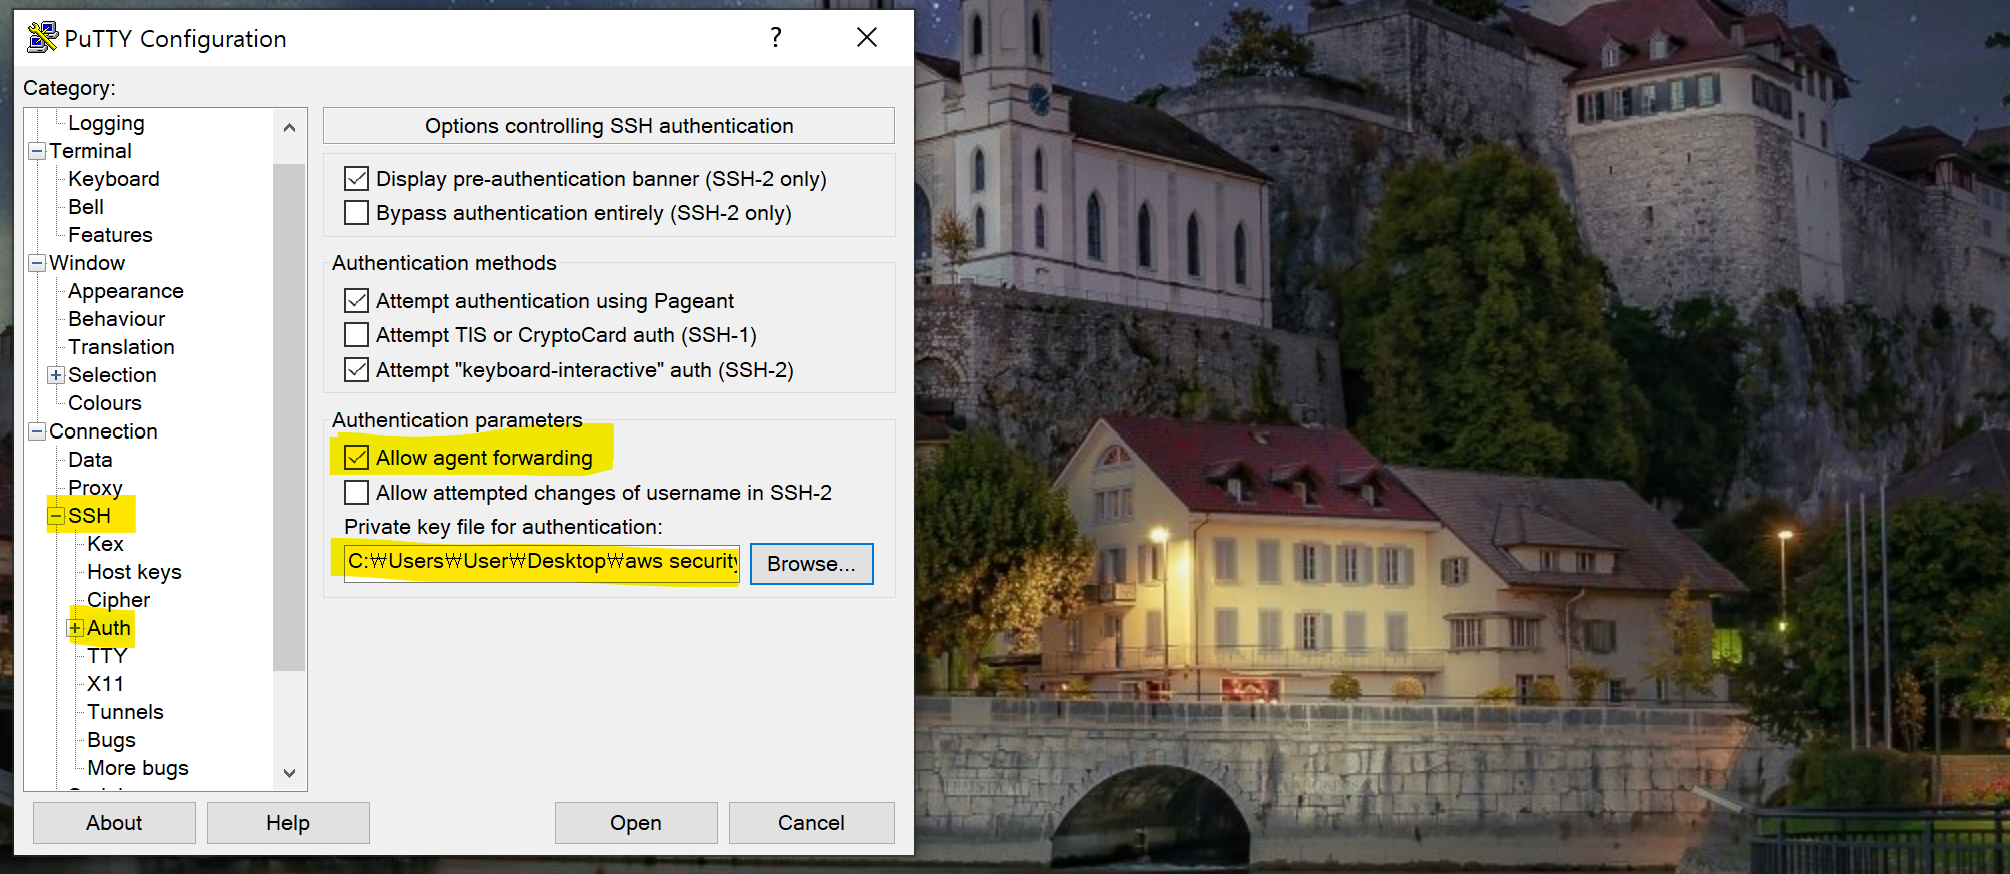 PuTTY Configuration
?
Category:
Logging
Terminal
Keyboard
Bell
Features
Window
Appearance
Behaviour
Translation
Selection
Colours
Connection
Data
Proxy
SSH
Kex
Host keys
Cipher
Auth
TTY
X11
Tunnels
Bugs
More bugs
Options controlling SSH authentication
Display pre-authentication banner (SSH-2 only)
Bypass authentication entirely (SSH-2 only)
Authentication methods
Attempt authentication using Pageant
Attempt TIS or CryptoCard auth (SSH-1)
Attempt "keyboard-interactive" auth (SSH-2)
Authentication parameters
Allow agent forwarding
Allow attempted changes of username in SSH-2
Private key file for authentication:
C:₩Users₩User₩Desktop₩aws security
Browse...
About
Help
Open
Cancel